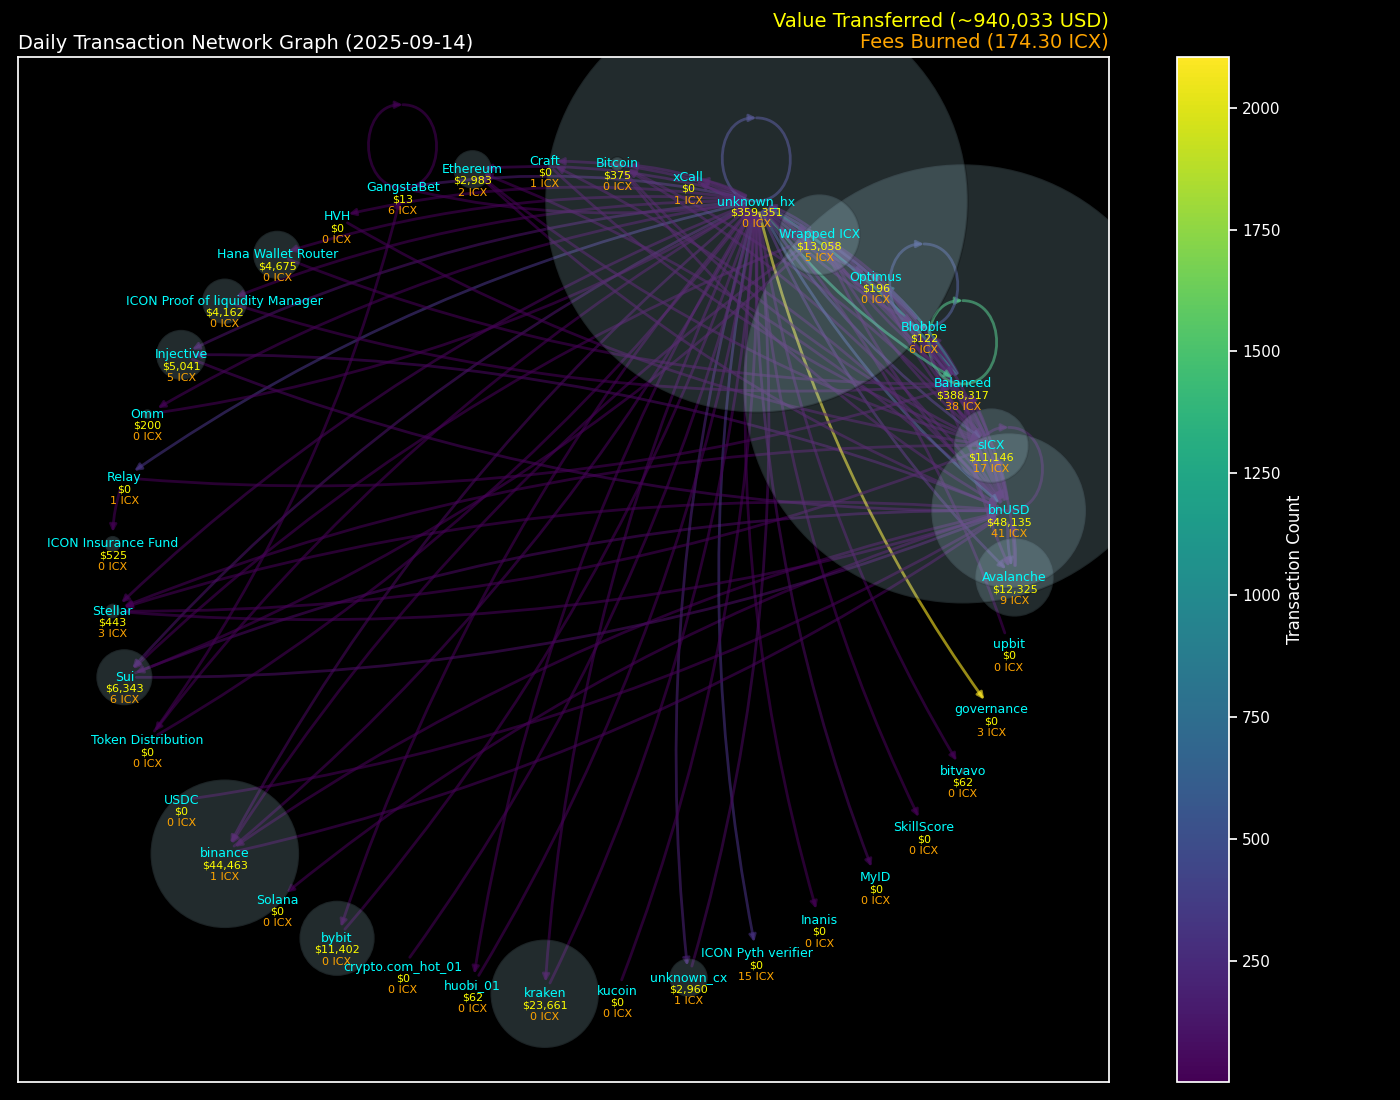 Value Transferred (~940,033 USD)
Daily Transaction Network Graph (2025-09-14)
Fees Burned (174.30 ICX)
GangstaBet
$13
6 ICX
Ethereum
$2,983
2 ICX
Craft
$0
1 ICX
Bitcoin
$375
0 ICX
xCall
$0
1 ICX
unknown_hx
$359,351
0 ICX
Wrapped ICX
$13,058
5 ICX
Optimus
$196
0 ICX
Blobble
$122
6 ICX
Balanced
$388,317
38 ICX
sICX
$11,146
17 ICX
bnUSD
$48,135
41 ICX
Avalanche
$12,325
9 ICX
upbit
$0
0 ICX
governance
$0
3 ICX
bitvavo
$62
0 ICX
SkillScore
$0
0 ICX
MyID
$0
0 ICX
Inanis
$0
0 ICX
ICON Pyth verifier
$0
15 ICX
unknown_cx
$2,960
1 ICX
kucoin
$0
0 ICX
kraken
$23,661
0 ICX
huobi_01
$62
0 ICX
crypto.com_hot_01
$0
0 ICX
bybit
$11,402
0 ICX
Solana
$0
0 ICX
binance
$44,463
1 ICX
USDC
$0
0 ICX
Token Distribution
$0
0 ICX
Sui
$6,343
6 ICX
Stellar
$443
3 ICX
ICON Insurance Fund
$525
0 ICX
Relay
$0
1 ICX
Omm
$200
0 ICX
Injective
$5,041
5 ICX
ICON Proof of liquidity Manager
$4,162
0 ICX
Hana Wallet Router
$4,675
0 ICX
HVH
$0
0 ICX
2000
1750
1500
1250
1000
750
500
250
Transaction Count